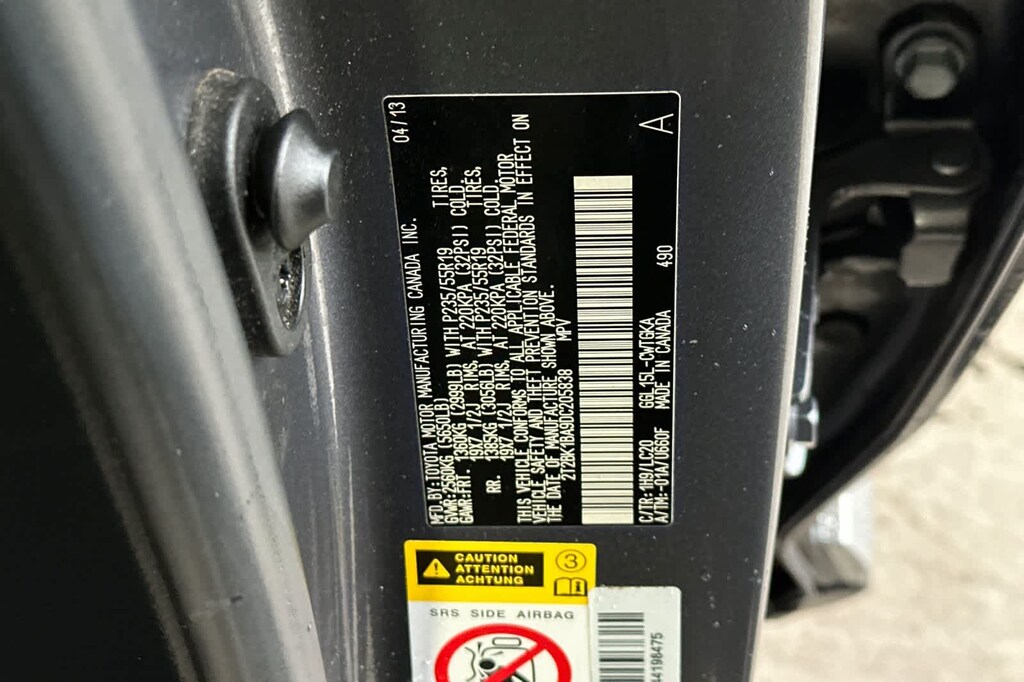 MFD.BY:TOYOTA MOTOR MANUFACTURING CANADA INC. 04/13
GVWR:2560KG (5650LB)
GAWR:FRT. 1360KG (2999LB) WITH P235/55R19 TIRES,
19X7 1/2J RIMS, AT 220KPA (32PSI) COLD.
RR. 1385KG (3056LB) WITH P235/55R19 TIRES,
19X7 1/2J RIMS, AT 220KPA (32PSI) COLD.
THIS VEHICLE CONFORMS TO ALL APPLICABLE FEDERAL MOTOR
VEHICLE SAFETY AND THEFT PREVENTION STANDARDS IN EFFECT ON
THE DATE OF MANUFACTURE SHOWN ABOVE.
2T2BK1BA9DC205838 MPV
C/TR:1H9/LC20 GGL15L-CWTGKA 490
A/TM:-01A/U660F MADE IN CANADA A
CAUTION
ATTENTION
ACHTUNG
3
SRS SIDE AIRBAG
44198475